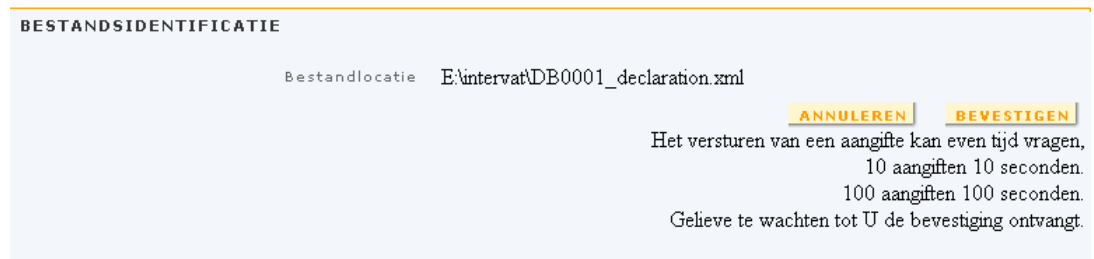 BESTANDSIDENTIFICATIE
Bestandlocatie E:\intervat\DB0001_declaration.xml
ANNULEREN BEVESTIGEN
Het versturen van een aangifte kan even tijd vragen,
10 aangiften 10 seconden.
100 aangiften 100 seconden.
Gelieve te wachten tot U de bevestiging ontvangt.